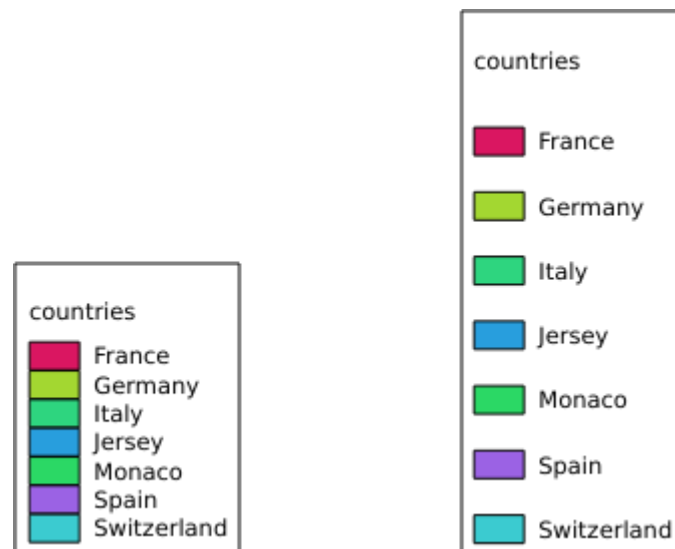 countries
France
Germany
Italy
Jersey
Monaco
Spain
Switzerland
countries
France
Germany
Italy
Jersey
Monaco
Spain
Switzerland